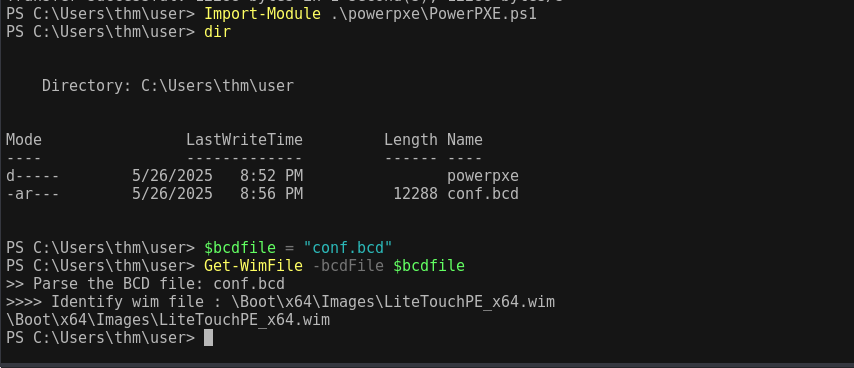 PS C:\Users\thm\user> Import-Module .\powerpxe\PowerPXE.ps1
PS C:\Users\thm\user> dir
Directory: C:\Users\thm\user
Mode                LastWriteTime         Length Name
----                -------------         ------ ----
d-----        5/26/2025   8:52 PM                powerpxe
-ar---        5/26/2025   8:56 PM          12288 conf.bcd
PS C:\Users\thm\user> $bcdfile = "conf.bcd"
PS C:\Users\thm\user> Get-WimFile -bcdFile $bcdfile
>> Parse the BCD file: conf.bcd
>>>> Identify wim file : \Boot\x64\Images\LiteTouchPE_x64.wim
\Boot\x64\Images\LiteTouchPE_x64.wim
PS C:\Users\thm\user>